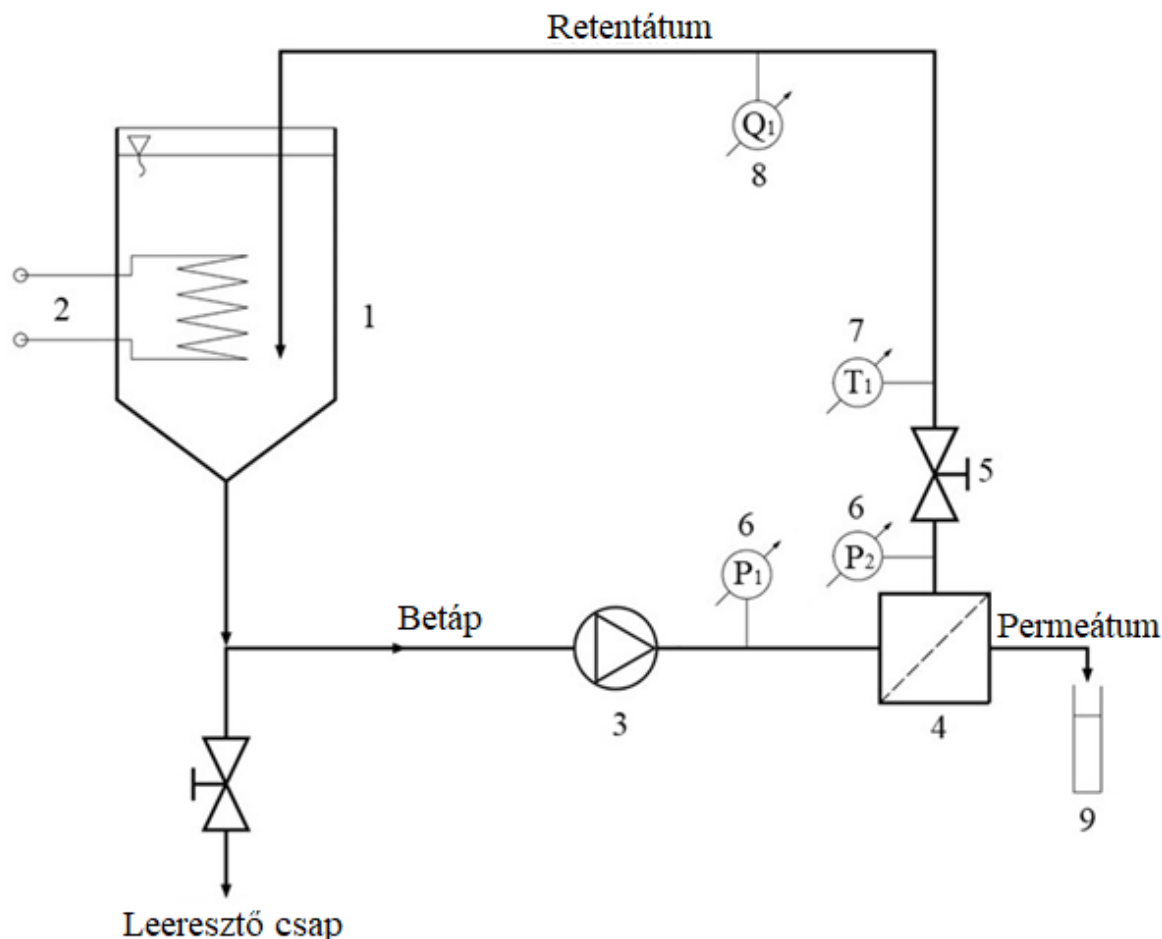 Retentátum
Q1
8
2
1
7
T1
5
6
6
P1
P2
Betáp
Permeátum
3
4
9
Leeresztő csap